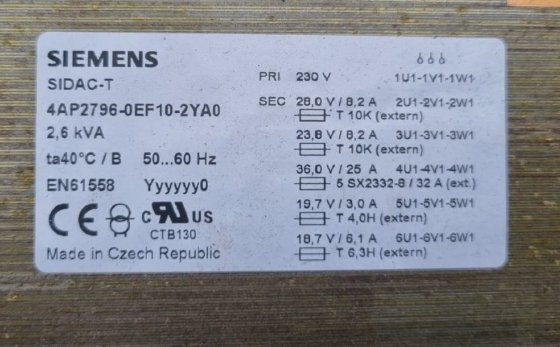 SIEMENS
SIDAC-T
4AP2796-0EF10-2YA0
2,6 kVA
ta40°C / B 50...60 Hz
EN61558 Yyyyyy0
CE c RU US
CTB130
Made in Czech Republic
PRI 230 V 1U1-1V1-1W1
SEC 28,0 V / 8,2 A 2U1-2V1-2W1
T 10K (extern)
23,8 V / 8,2 A 3U1-3V1-3W1
T 10K (extern)
36,0 V / 25 A 4U1-4V1-4W1
5 SX2332-8 / 32 A (ext.)
19,7 V / 3,0 A 5U1-5V1-5W1
T 4,0H (extern)
18,7 V / 6,1 A 6U1-6V1-6W1
T 6,3H (extern)